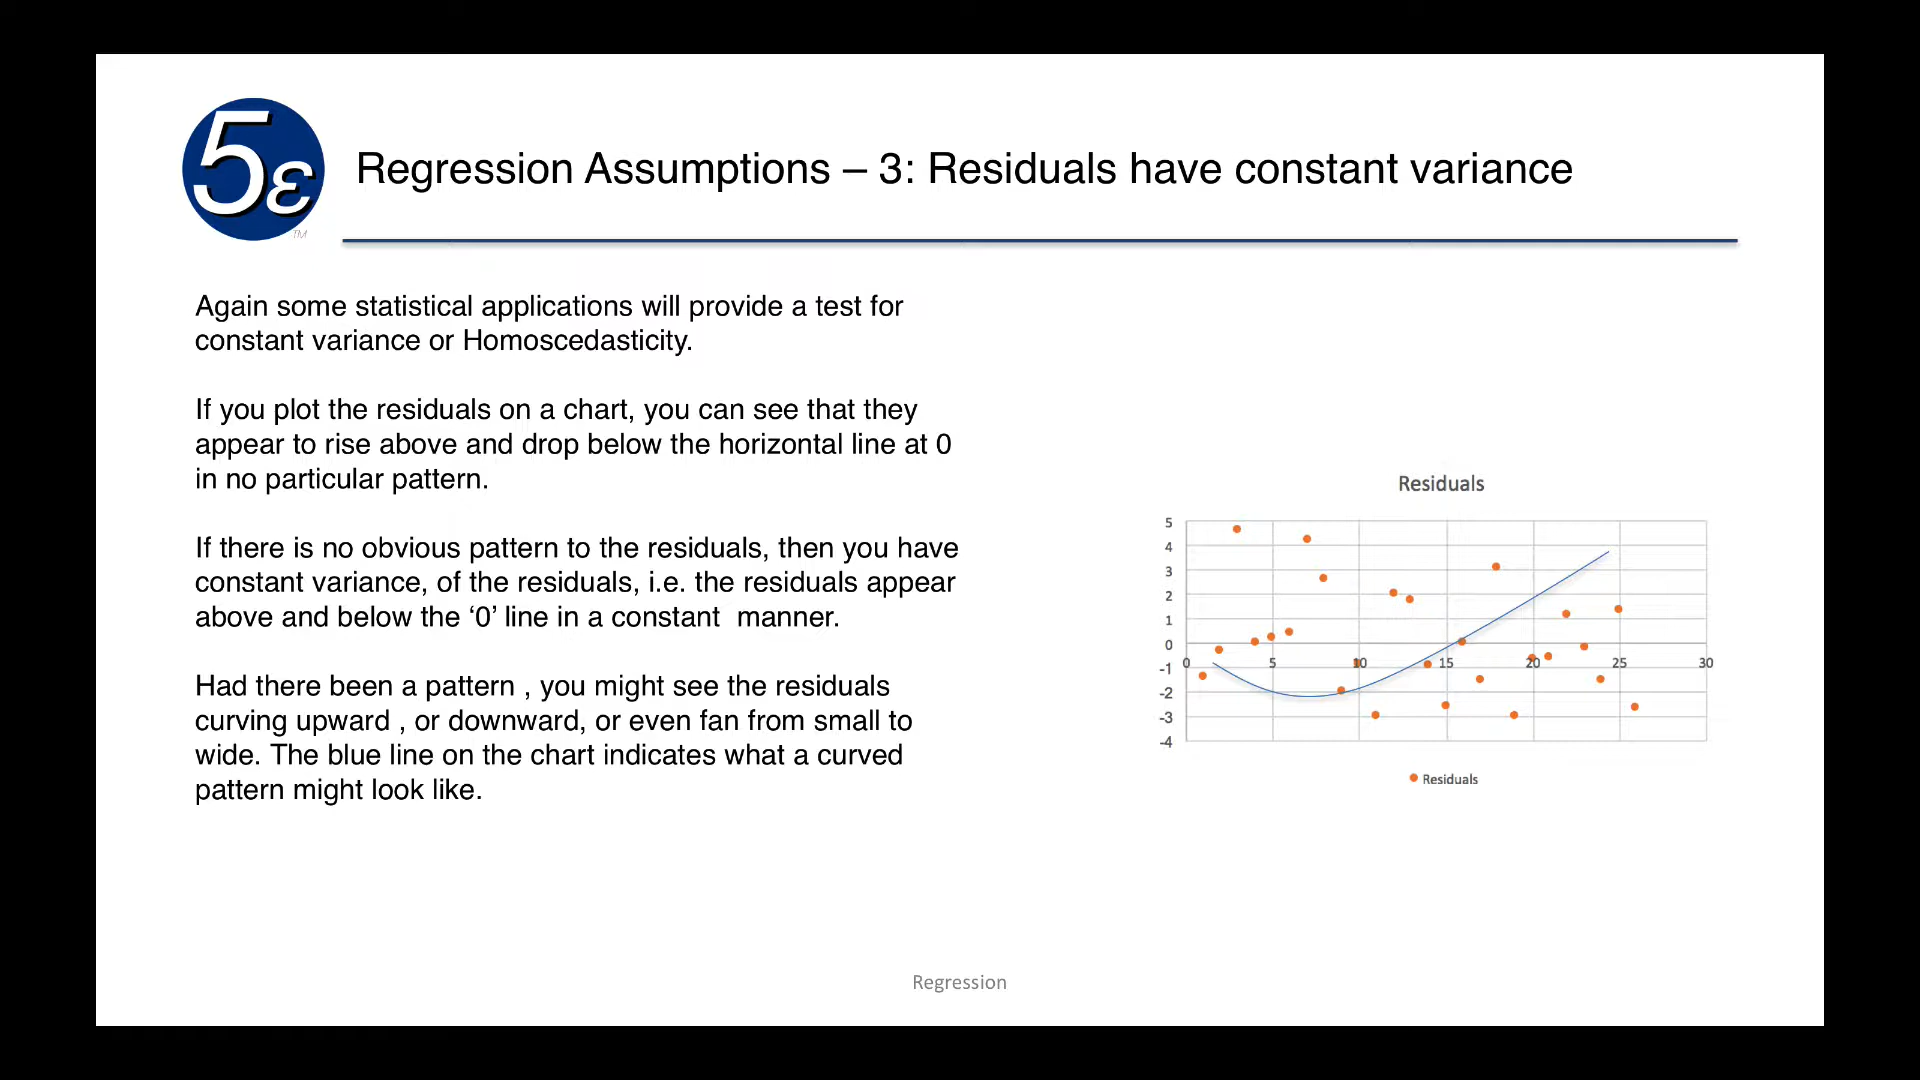 5ε
TM
Regression Assumptions – 3: Residuals have constant variance
Again some statistical applications will provide a test for
constant variance or Homoscedasticity.
If you plot the residuals on a chart, you can see that they
appear to rise above and drop below the horizontal line at 0
in no particular pattern.
If there is no obvious pattern to the residuals, then you have
constant variance, of the residuals, i.e. the residuals appear
above and below the ‘0’ line in a constant  manner.
Had there been a pattern , you might see the residuals
curving upward , or downward, or even fan from small to
wide. The blue line on the chart indicates what a curved
pattern might look like.
Residuals
5
4
3
2
1
0
-1
-2
-3
-4
0 5 10 15 20 25 30
Residuals
Regression